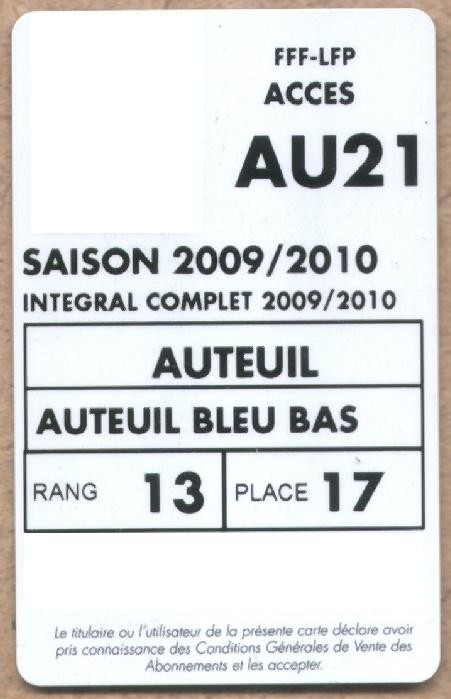 FFF-LFP
ACCES
AU21
SAISON 2009/2010
INTEGRAL COMPLET 2009/2010
AUTEUIL
AUTEUIL BLEU BAS
RANG 13 PLACE 17
Le titulaire ou l'utilisateur de la présente carte déclare avoir
pris connaissance des Conditions Générales de Vente des
Abonnements et les accepter.